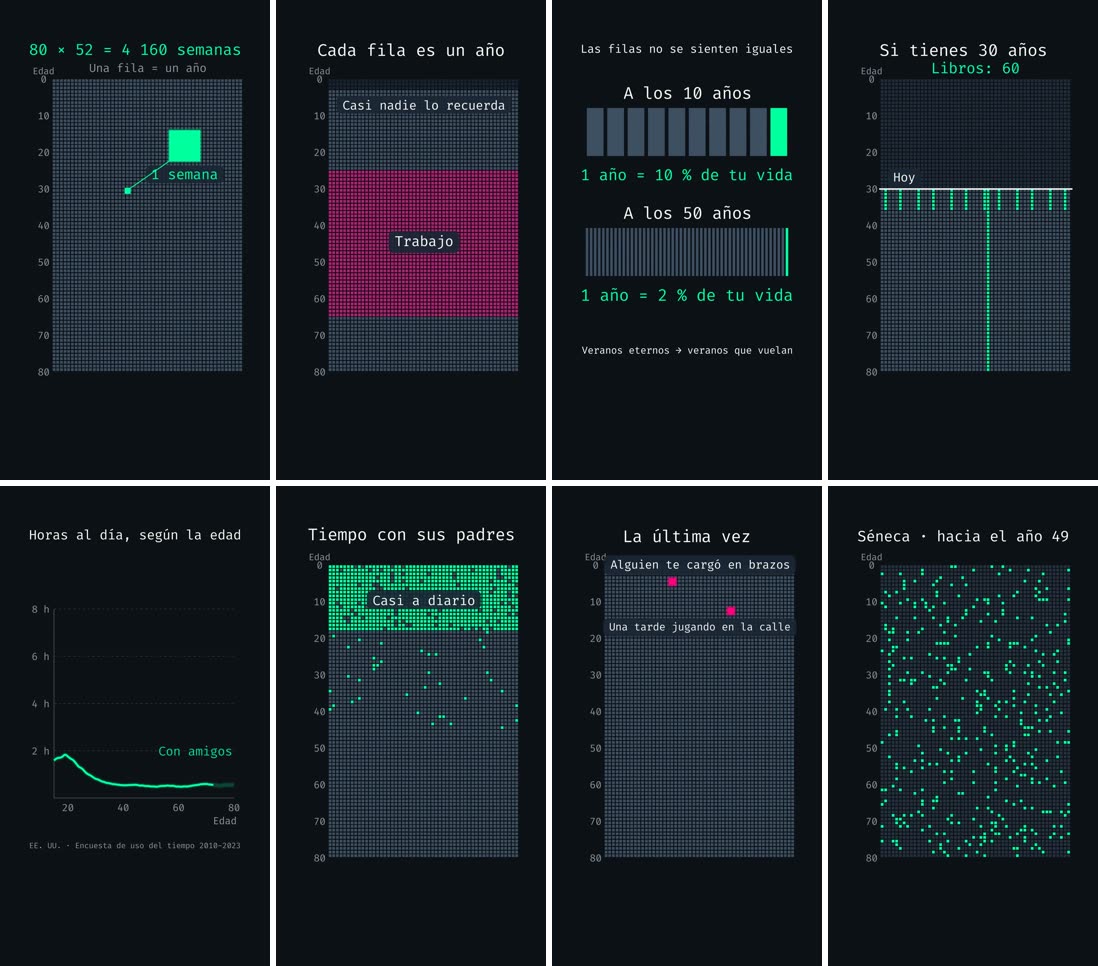 80 × 52 = 4 160 semanas
Una fila = un año
Edad
0
10
20
30
40
50
60
70
80
1 semana
Cada fila es un año
Edad
0
10
20
30
40
50
60
70
80
Casi nadie lo recuerda
Trabajo
Las filas no se sienten iguales
A los 10 años
1 año = 10 % de tu vida
A los 50 años
1 año = 2 % de tu vida
Veranos eternos → veranos que vuelan
Si tienes 30 años
Libros: 60
Edad
0
10
20
30
40
50
60
70
80
Hoy
Horas al día, según la edad
8 h
6 h
4 h
2 h
Con amigos
20 40 60 80
Edad
EE. UU. · Encuesta de uso del tiempo 2010–2023
Tiempo con sus padres
Edad
0
10
20
30
40
50
60
70
80
Casi a diario
La última vez
Edad
0
10
20
30
40
50
60
70
80
Alguien te cargó en brazos
Una tarde jugando en la calle
Séneca · hacia el año 49
Edad
0
10
20
30
40
50
60
70
80